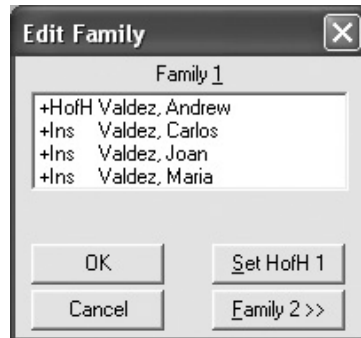 Edit Family
Family 1
+HofH Valdez, Andrew
+Ins Valdez, Carlos
+Ins Valdez, Joan
+Ins Valdez, Maria
OK
Set HofH 1
Cancel
Family 2 >>